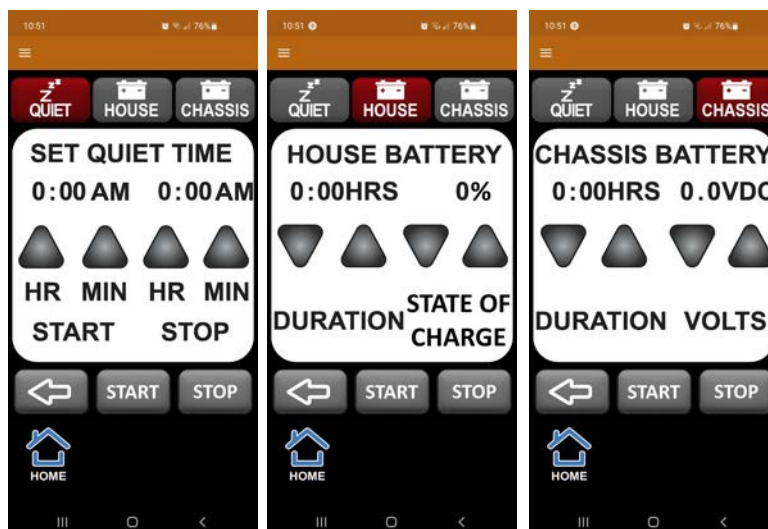 10:51
76%
QUIET
HOUSE
CHASSIS
SET QUIET TIME
0:00 AM 0:00 AM
HR MIN HR MIN
START STOP
START
STOP
HOME
10:51
76%
QUIET
HOUSE
CHASSIS
HOUSE BATTERY
0:00HRS 0%
DURATION
STATE OF
CHARGE
START
STOP
HOME
10:51
76%
QUIET
HOUSE
CHASSIS
CHASSIS BATTERY
0:00HRS 0.0VDC
DURATION VOLTS
START
STOP
HOME